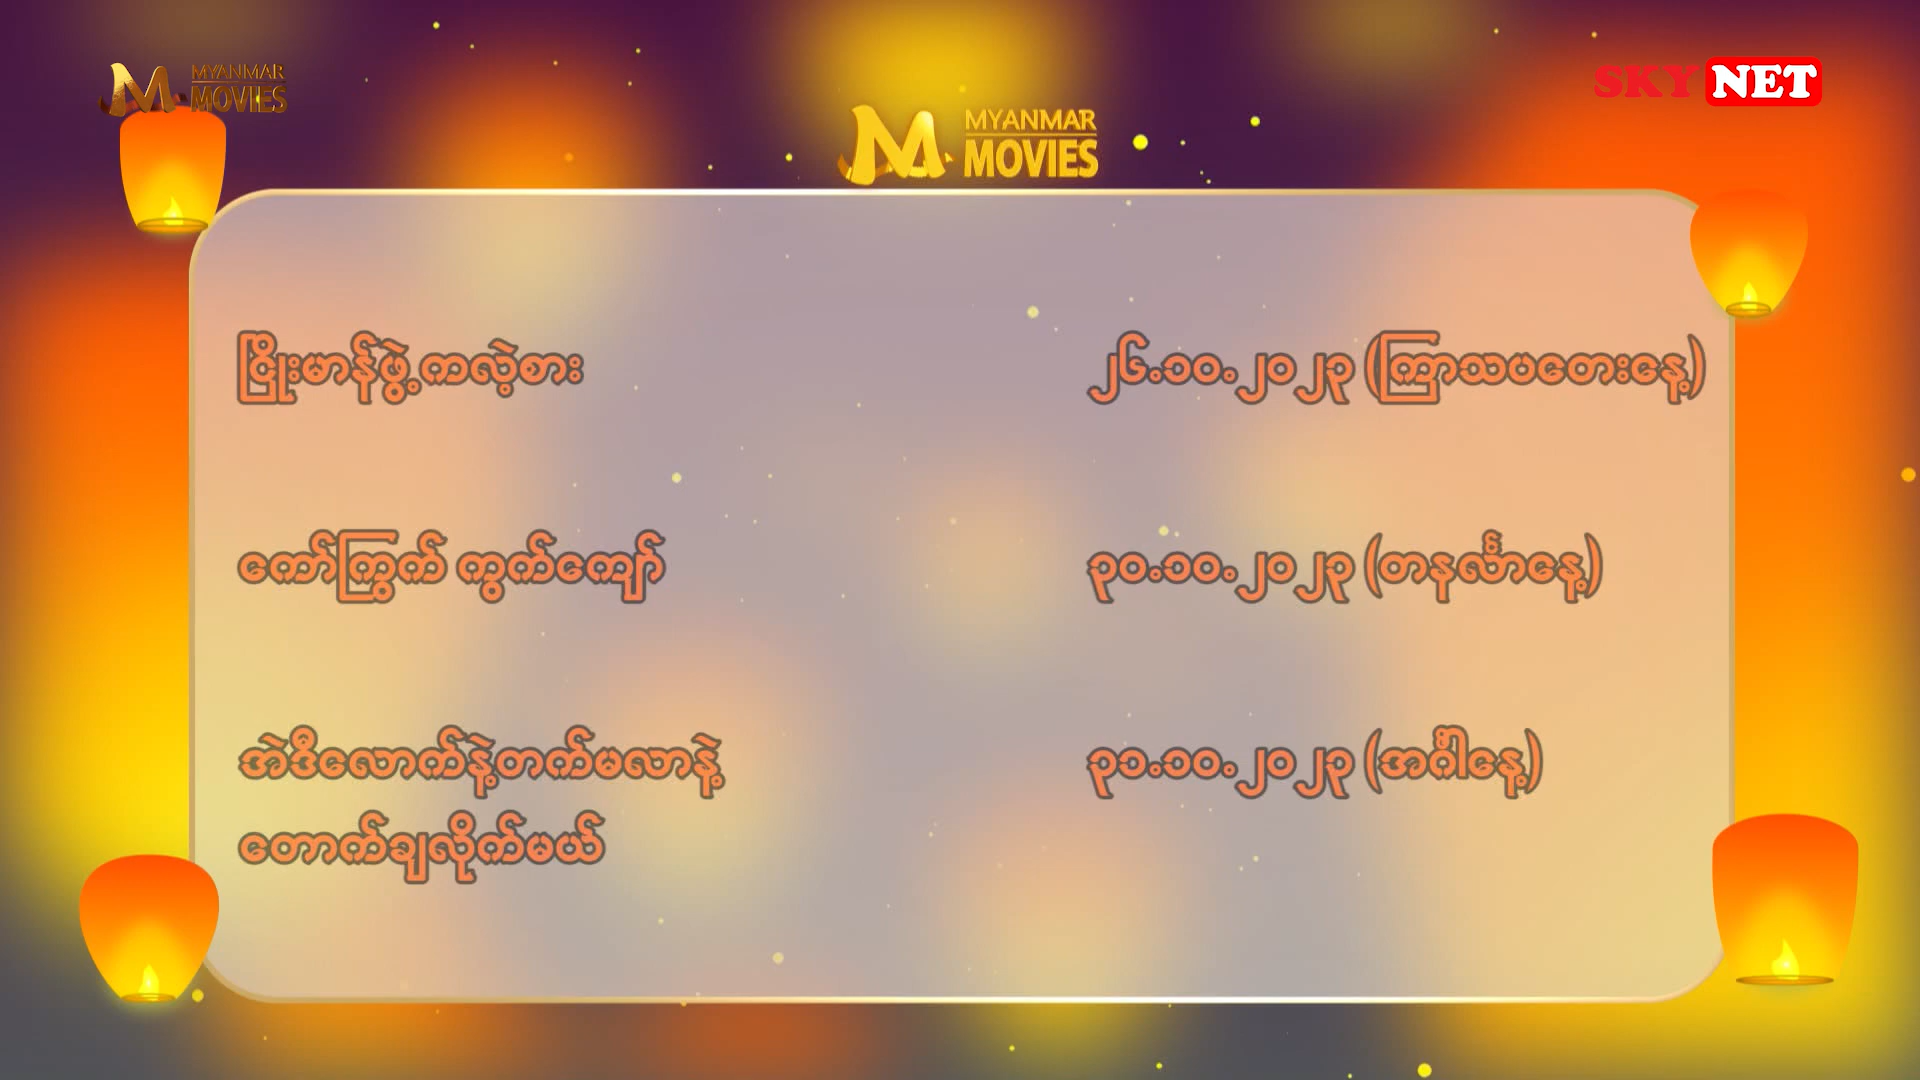 MYANMAR
MOVIES
SKY NET
MYANMAR
MOVIES
ငြိုးမာန်ဖွဲ့ကလဲ့စား
၂၆.၁၀.၂၀၂၃ (ကြာသပတေးနေ့)
ကော်ကြွက် ကွက်ကျော်
၃၀.၁၀.၂၀၂၃ (တနင်္လာနေ့)
အဲဒီလောက်နဲ့တက်မလာနဲ့
၃၁.၁၀.၂၀၂၃ (အင်္ဂါနေ့)
တောက်ချလိုက်မယ်